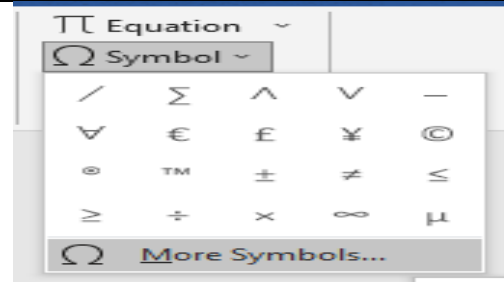 π Equation
Ω Symbol
∕ Σ ∧ ∨ —
∀ € £ ¥ ©
® ™ ± ≠ ≤
≥ ÷ × ∞ µ
Ω More Symbols...